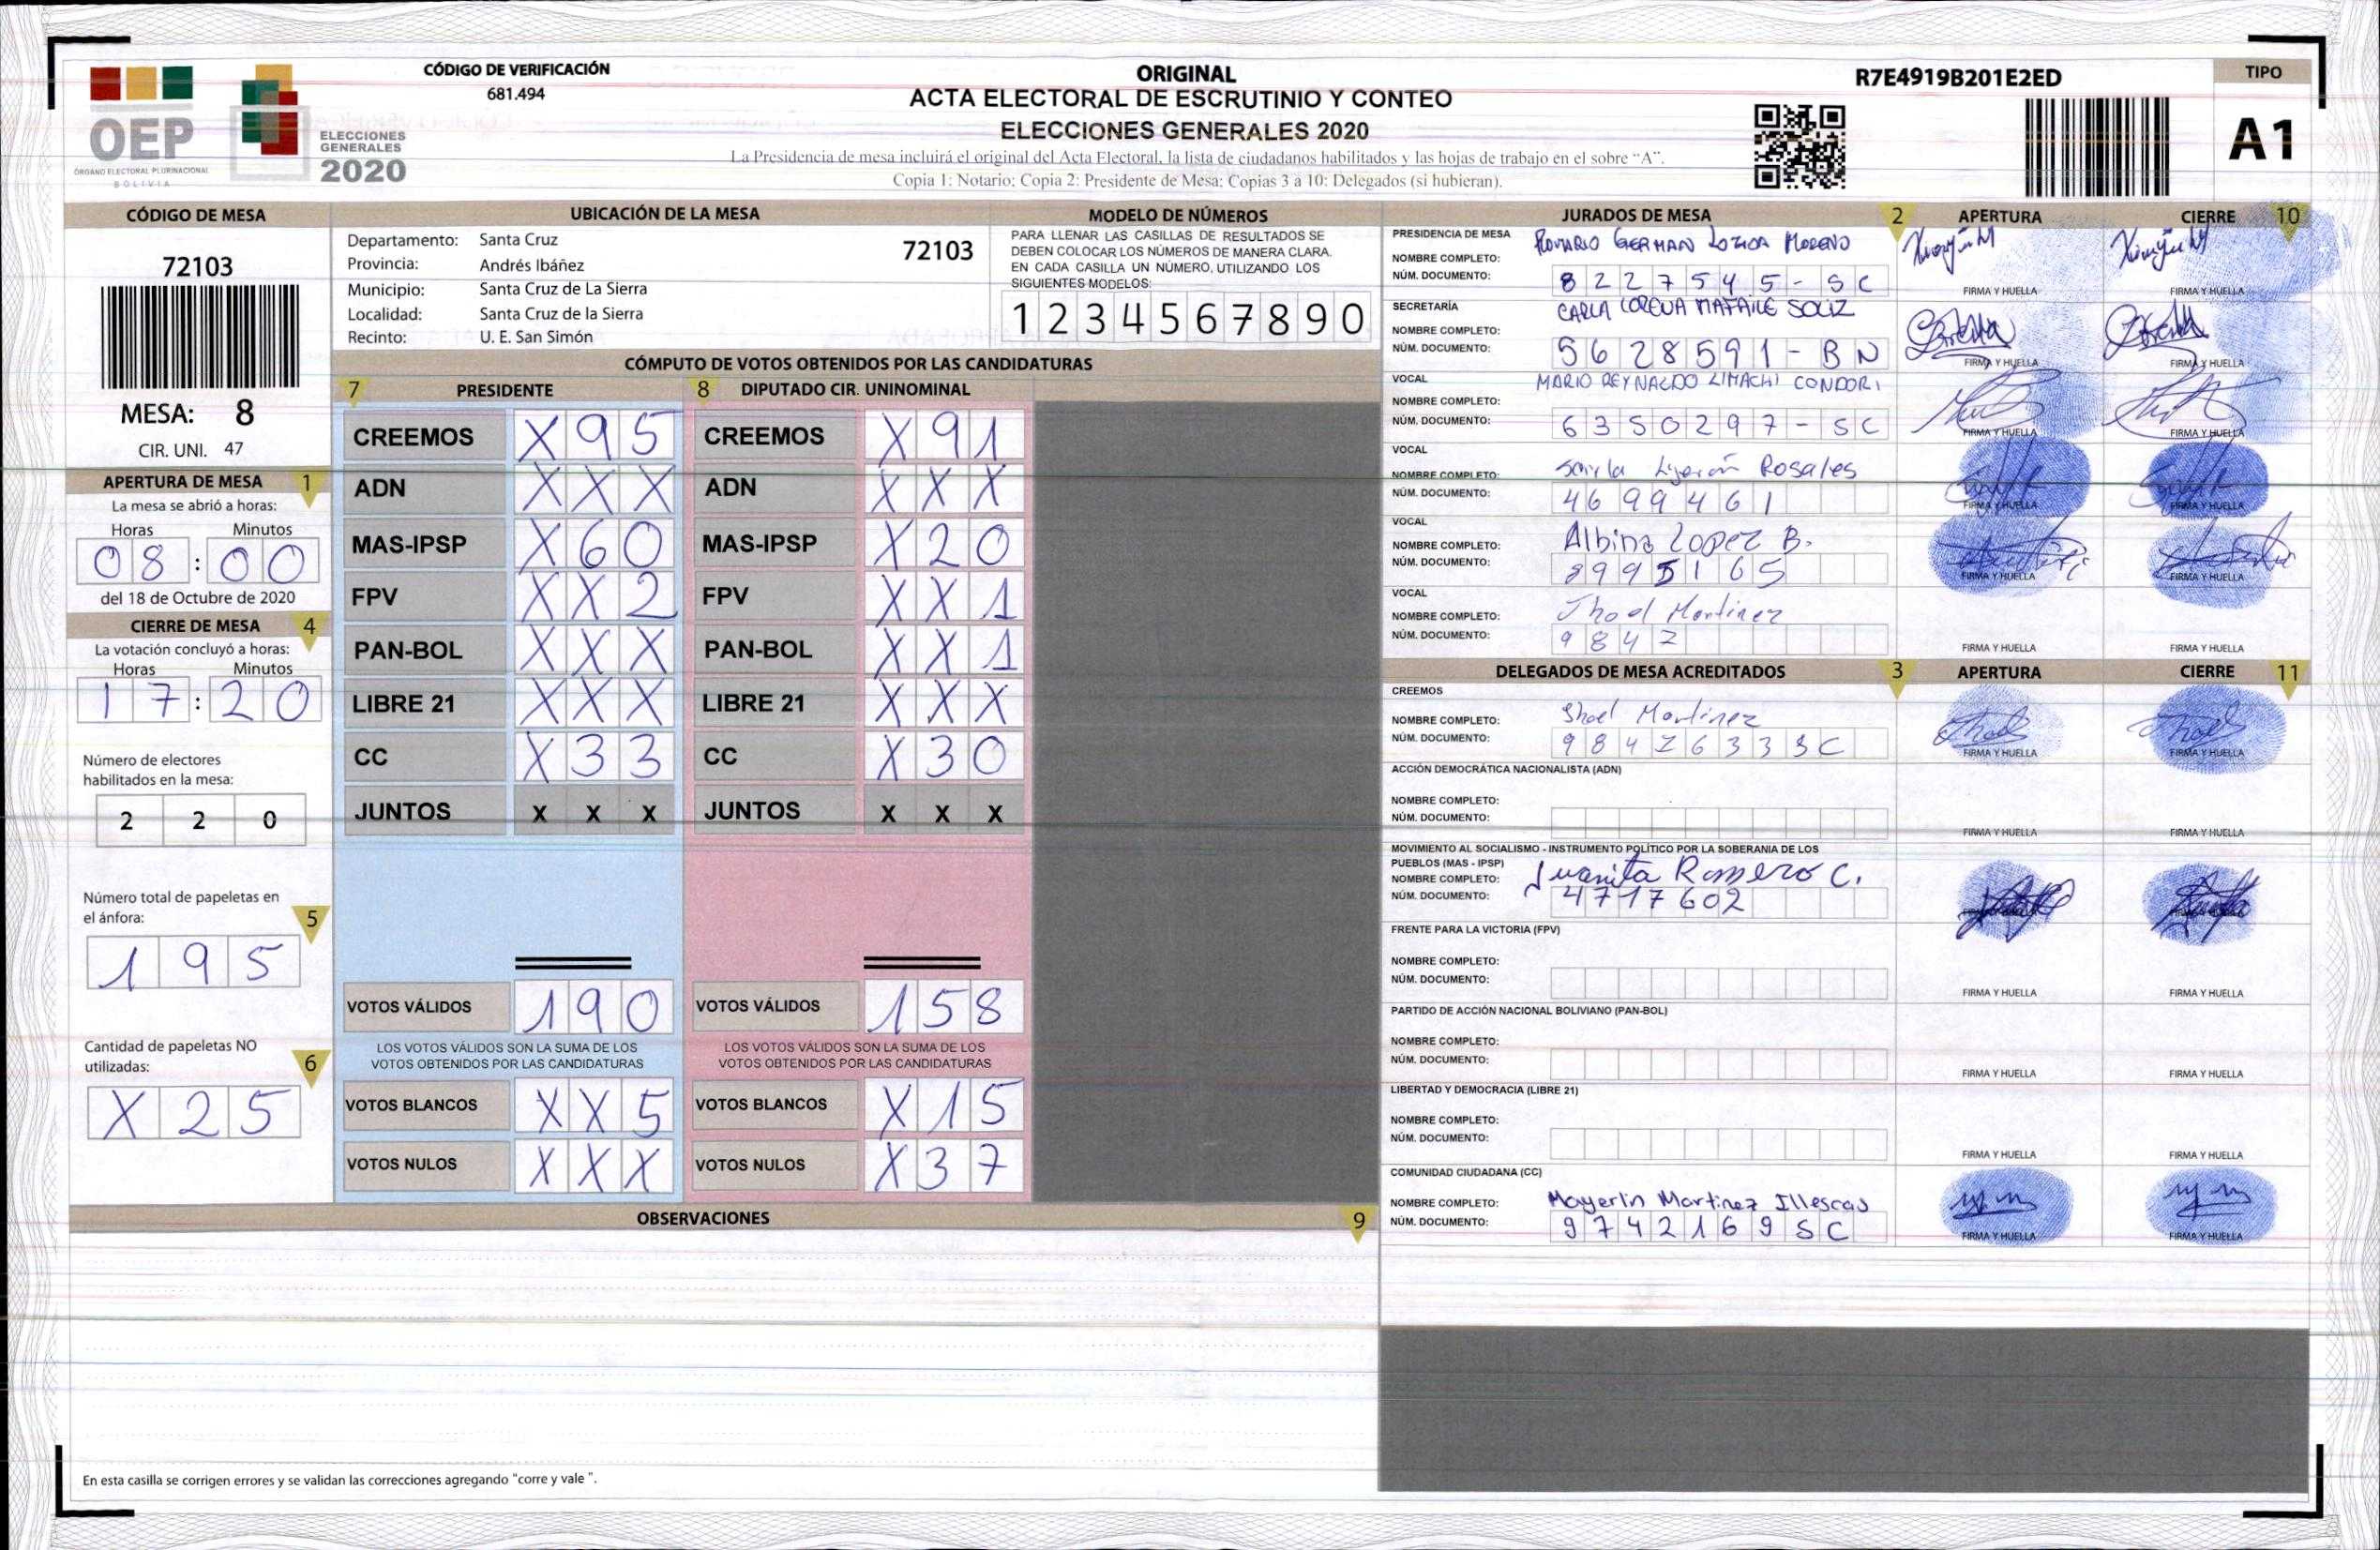 CÓDIGO DE VERIFICACIÓN
681.494
OEP
ÓRGANO ELECTORAL PLURINACIONAL
BOLIVIA
ELECCIONES
GENERALES
2020
ORIGINAL
ACTA ELECTORAL DE ESCRUTINIO Y CONTEO
ELECCIONES GENERALES 2020
La Presidencia de mesa incluirá el original del Acta Electoral, la lista de ciudadanos habilitados y las hojas de trabajo en el sobre "A".
Copia 1: Notario; Copia 2: Presidente de Mesa; Copias 3 a 10: Delegados (si hubieran).
R7E4919B201E2ED
TIPO
A1
CÓDIGO DE MESA
72103
MESA: 8
CIR. UNI. 47
APERTURA DE MESA 1
La mesa se abrió a horas:
Horas Minutos
08:00
del 18 de Octubre de 2020
CIERRE DE MESA 4
La votación concluyó a horas:
Horas Minutos
17:20
Número de electores
habilitados en la mesa:
2 2 0
Número total de papeletas en
el ánfora: 5
1 9 5
Cantidad de papeletas NO
utilizadas: 6
X 2 5
UBICACIÓN DE LA MESA
Departamento: Santa Cruz 72103
Provincia: Andrés Ibáñez
Municipio: Santa Cruz de La Sierra
Localidad: Santa Cruz de la Sierra
Recinto: U. E. San Simón
MODELO DE NÚMEROS
PARA LLENAR LAS CASILLAS DE RESULTADOS SE
DEBEN COLOCAR LOS NÚMEROS DE MANERA CLARA.
EN CADA CASILLA UN NÚMERO, UTILIZANDO LOS
SIGUIENTES MODELOS:
1 2 3 4 5 6 7 8 9 0
CÓMPUTO DE VOTOS OBTENIDOS POR LAS CANDIDATURAS
7 PRESIDENTE 8 DIPUTADO CIR. UNINOMINAL
CREEMOS X 9 5 CREEMOS X 9 1
ADN X X X ADN X X X
MAS-IPSP X 6 0 MAS-IPSP X 2 0
FPV X X 2 FPV X X 1
PAN-BOL X X X PAN-BOL X X 1
LIBRE 21 X X X LIBRE 21 X X X
CC X 3 3 CC X 3 0
JUNTOS X X X JUNTOS X X X
VOTOS VÁLIDOS 1 9 0 VOTOS VÁLIDOS 1 5 8
LOS VOTOS VÁLIDOS SON LA SUMA DE LOS LOS VOTOS VÁLIDOS SON LA SUMA DE LOS
VOTOS OBTENIDOS POR LAS CANDIDATURAS VOTOS OBTENIDOS POR LAS CANDIDATURAS
VOTOS BLANCOS X X 5 VOTOS BLANCOS X 1 5
VOTOS NULOS X X X VOTOS NULOS X 3 7
OBSERVACIONES 9
En esta casilla se corrigen errores y se validan las correcciones agregando "corre y vale ".
JURADOS DE MESA 2 APERTURA CIERRE 10
PRESIDENCIA DE MESA
NOMBRE COMPLETO: GERMAN MORENO
NÚM. DOCUMENTO: 8227545-SC
FIRMA Y HUELLA FIRMA Y HUELLA
SECRETARÍA
NOMBRE COMPLETO: CARLA LORENA MAFAILE SOLIZ
NÚM. DOCUMENTO: 5628591-BN
FIRMA Y HUELLA FIRMA Y HUELLA
VOCAL
NOMBRE COMPLETO: MARIO REYNALDO LIMACHI CONDORI
NÚM. DOCUMENTO: 6350297-SC
FIRMA Y HUELLA FIRMA Y HUELLA
VOCAL
NOMBRE COMPLETO: Rosales
NÚM. DOCUMENTO: 4699461
FIRMA Y HUELLA FIRMA Y HUELLA
VOCAL
NOMBRE COMPLETO: Albina Lopez B.
NÚM. DOCUMENTO:
FIRMA Y HUELLA FIRMA Y HUELLA
VOCAL
NOMBRE COMPLETO: Jhoel Martinez
NÚM. DOCUMENTO: 9847
FIRMA Y HUELLA FIRMA Y HUELLA
DELEGADOS DE MESA ACREDITADOS 3 APERTURA CIERRE 11
CREEMOS
NOMBRE COMPLETO: Jhoel Martinez
NÚM. DOCUMENTO: 9847633SC
FIRMA Y HUELLA FIRMA Y HUELLA
ACCIÓN DEMOCRÁTICA NACIONALISTA (ADN)
NOMBRE COMPLETO:
NÚM. DOCUMENTO:
FIRMA Y HUELLA FIRMA Y HUELLA
MOVIMIENTO AL SOCIALISMO - INSTRUMENTO POLÍTICO POR LA SOBERANIA DE LOS
PUEBLOS (MAS - IPSP)
NOMBRE COMPLETO: Juanita Romero C.
NÚM. DOCUMENTO: 4717602
FRENTE PARA LA VICTORIA (FPV)
NOMBRE COMPLETO:
NÚM. DOCUMENTO:
FIRMA Y HUELLA FIRMA Y HUELLA
PARTIDO DE ACCIÓN NACIONAL BOLIVIANO (PAN-BOL)
NOMBRE COMPLETO:
NÚM. DOCUMENTO:
FIRMA Y HUELLA FIRMA Y HUELLA
LIBERTAD Y DEMOCRACIA (LIBRE 21)
NOMBRE COMPLETO:
NÚM. DOCUMENTO:
FIRMA Y HUELLA FIRMA Y HUELLA
COMUNIDAD CIUDADANA (CC)
NOMBRE COMPLETO: Mayerlin Martinez Illescas
NÚM. DOCUMENTO: 9742169SC
FIRMA Y HUELLA FIRMA Y HUELLA